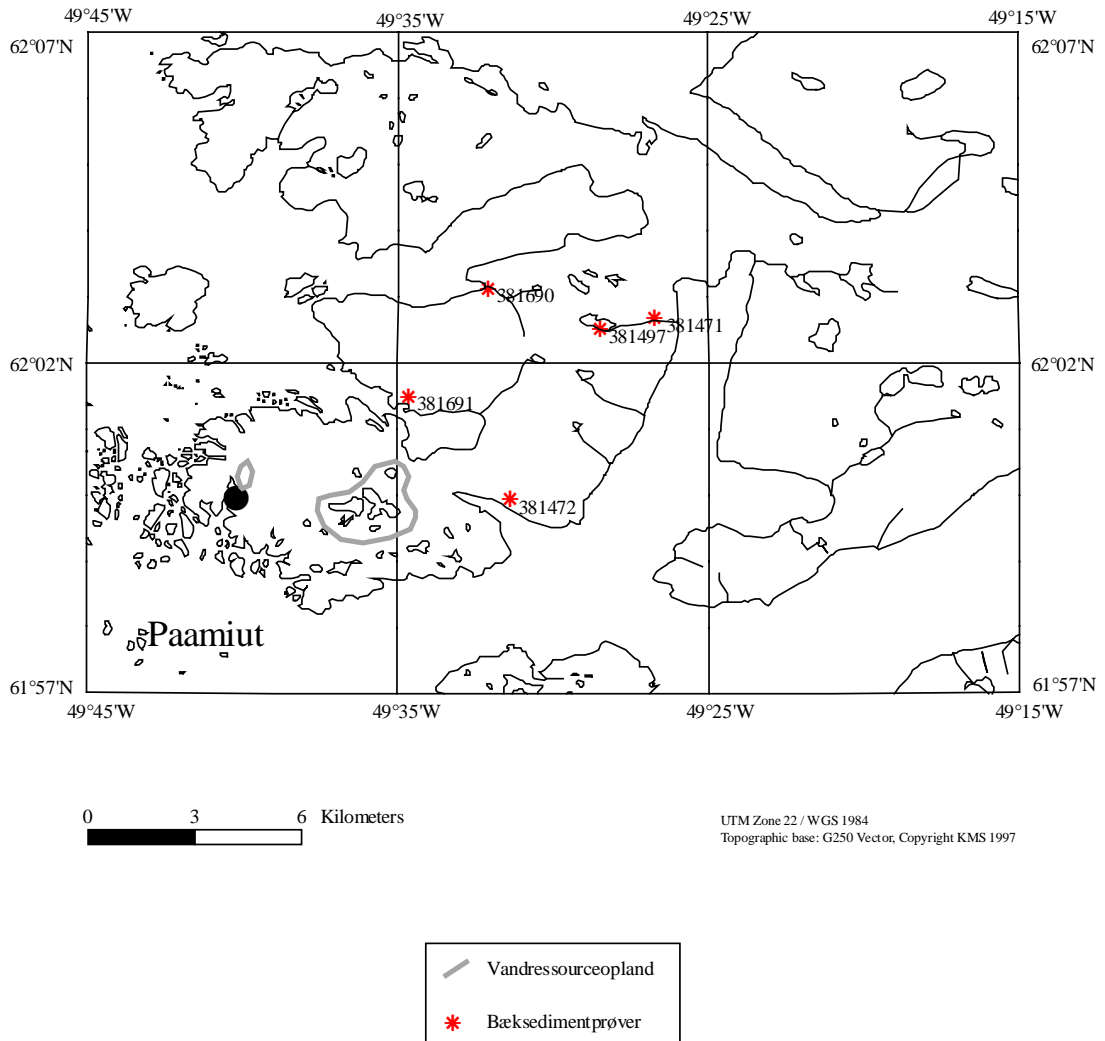 49°45'W 49°35'W 49°25'W 49°15'W
62°07'N 62°07'N
381690
381471
381497
62°02'N 62°02'N
381691
381472
Paamiut
61°57'N 61°57'N
49°45'W 49°35'W 49°25'W 49°15'W
0 3 6 Kilometers
UTM Zone 22 / WGS 1984
Topographic base: G250 Vector, Copyright KMS 1997
Vandressourceopland
Bæksedimentprøver